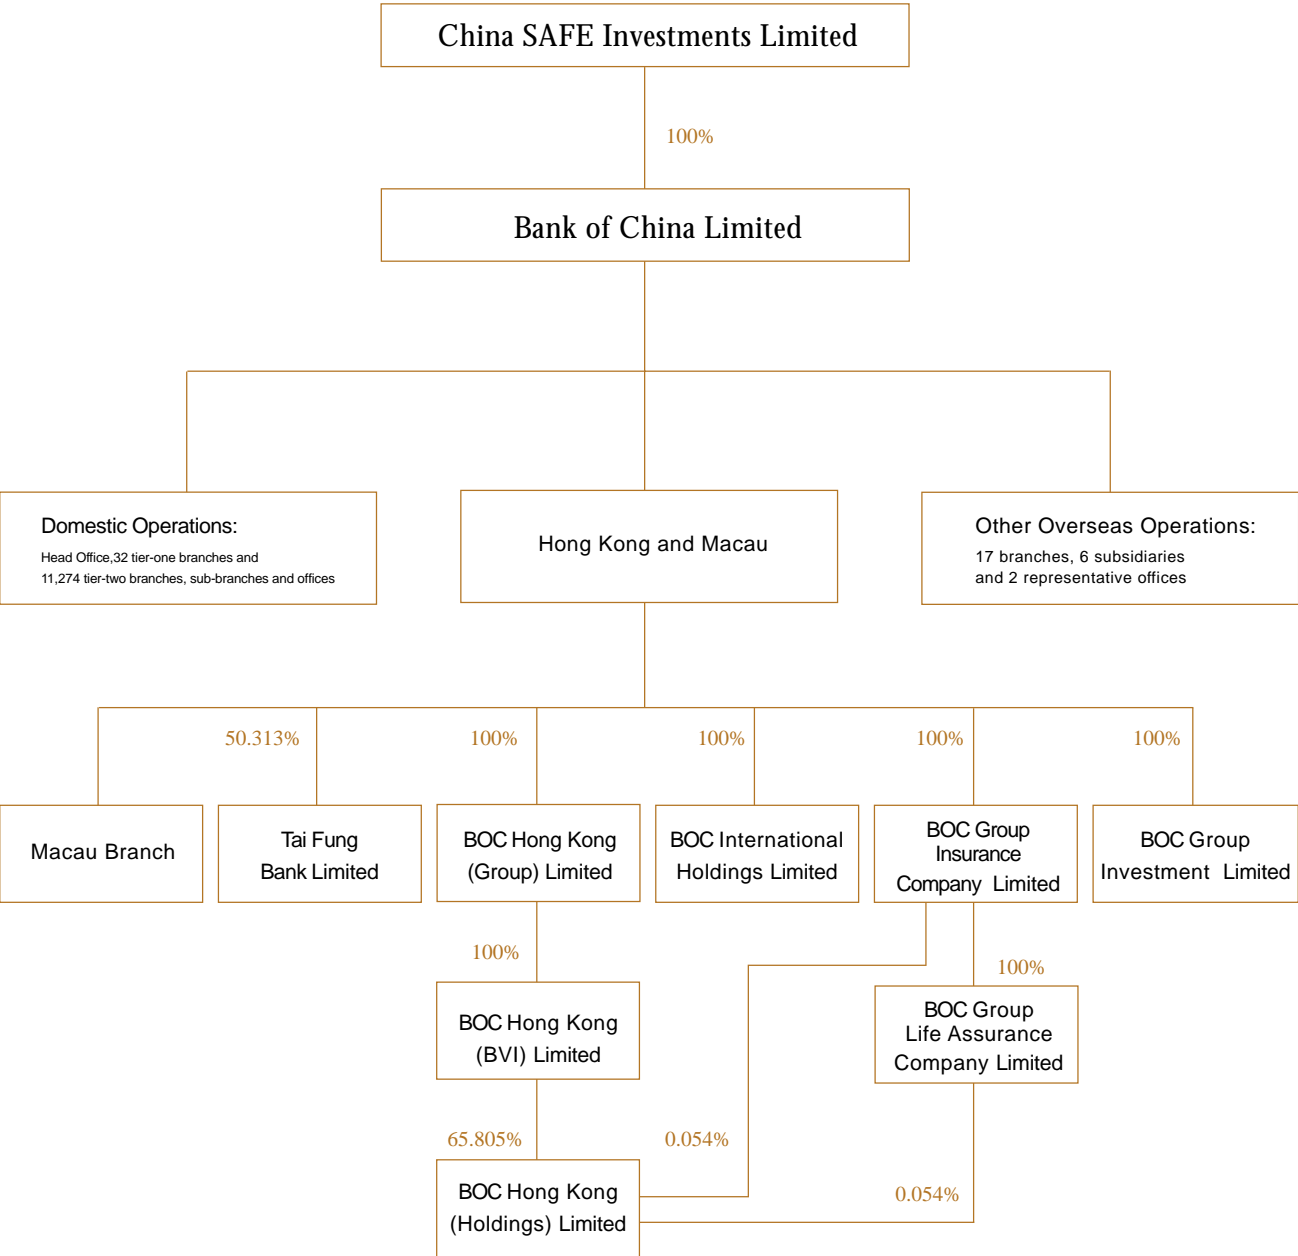 China SAFE Investments Limited
100%
Bank of China Limited
Domestic Operations:
Head Office,32 tier-one branches and
11,274 tier-two branches, sub-branches and offices
Hong Kong and Macau
Other Overseas Operations:
17 branches, 6 subsidiaries
and 2 representative offices
50.313%
100%
100%
100%
100%
Macau Branch
Tai Fung
Bank Limited
BOC Hong Kong
(Group) Limited
BOC International
Holdings Limited
BOC Group
Insurance
Company Limited
BOC Group
Investment Limited
100%
100%
BOC Hong Kong
(BVI) Limited
BOC Group
Life Assurance
Company Limited
65.805%
0.054%
BOC Hong Kong
(Holdings) Limited
0.054%